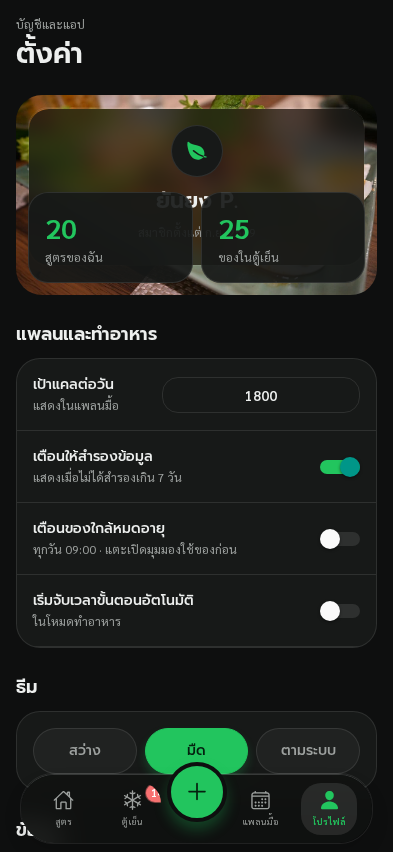 บัญชีและแอป
ตั้งค่า
ยันยง P.
20
สูตรของฉัน
25
ของในตู้เย็น
แพลนและทำอาหาร
เป้าแคลต่อวัน
แสดงในแพลนมื้อ
1800
เตือนให้สำรองข้อมูล
แสดงเมื่อไม่ได้สำรองเกิน 7 วัน
เตือนของใกล้หมดอายุ
ทุกวัน 09:00 · แตะเปิดมุมมองใช้ของก่อน
เริ่มจับเวลาขั้นตอนอัตโนมัติ
ในโหมดทำอาหาร
ธีม
สว่าง
มืด
ตามระบบ
สูตร
ตู้เย็น
แพลนมื้อ
โปรไฟล์